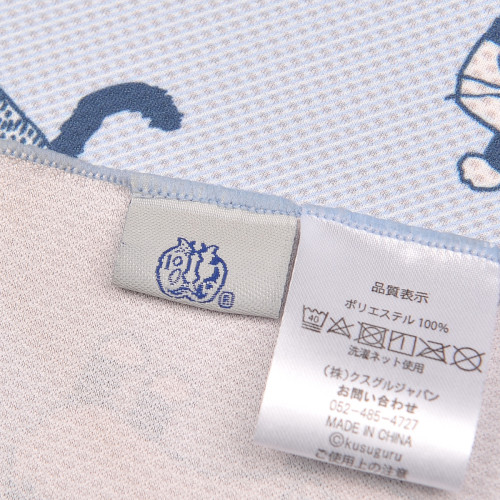 品質表示
ポリエステル 100%
40
洗濯ネット使用
(株)クスグルジャパン
お問い合わせ
052-485-4727
MADE IN CHINA
©kusuguru
使用上の注意